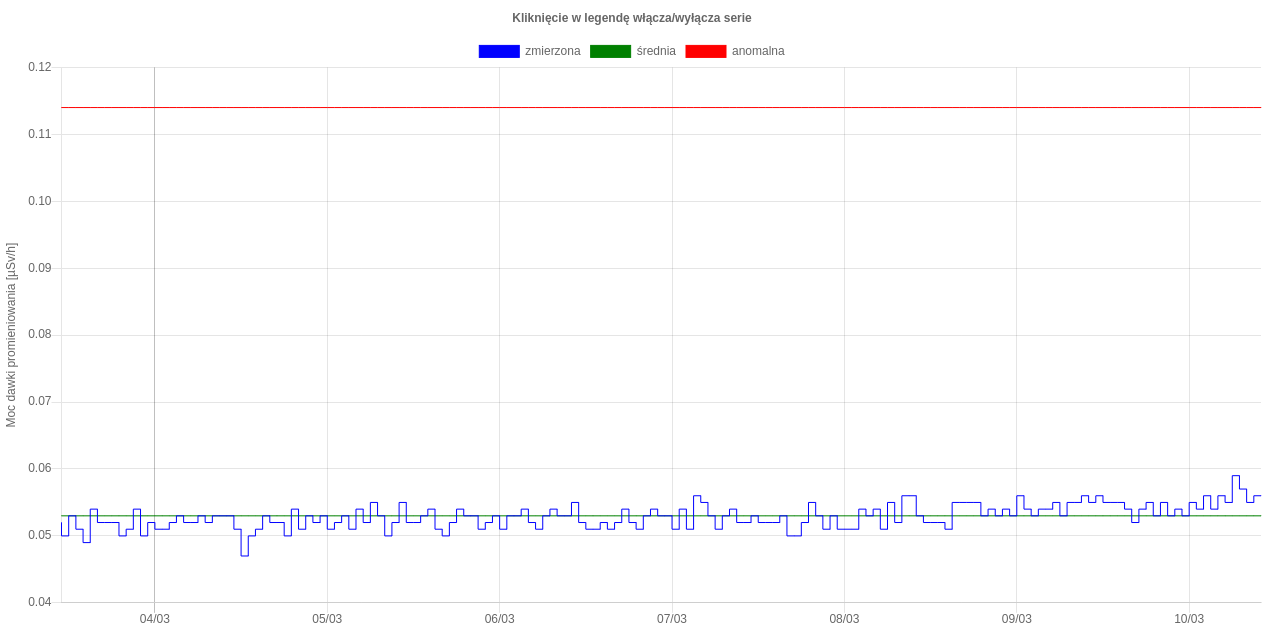 Kliknięcie w legendę włącza/wyłącza serie
zmierzona średnia anomalna
Moc dawki promieniowania [µSv/h]
0.12
0.11
0.10
0.09
0.08
0.07
0.06
0.05
0.04
04/03 05/03 06/03 07/03 08/03 09/03 10/03